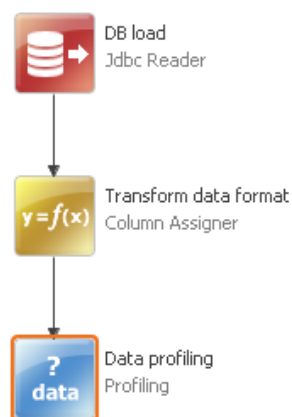 DB load
Jdbc Reader
y=f(x)
Transform data format
Column Assigner
?
data
Data profiling
Profiling